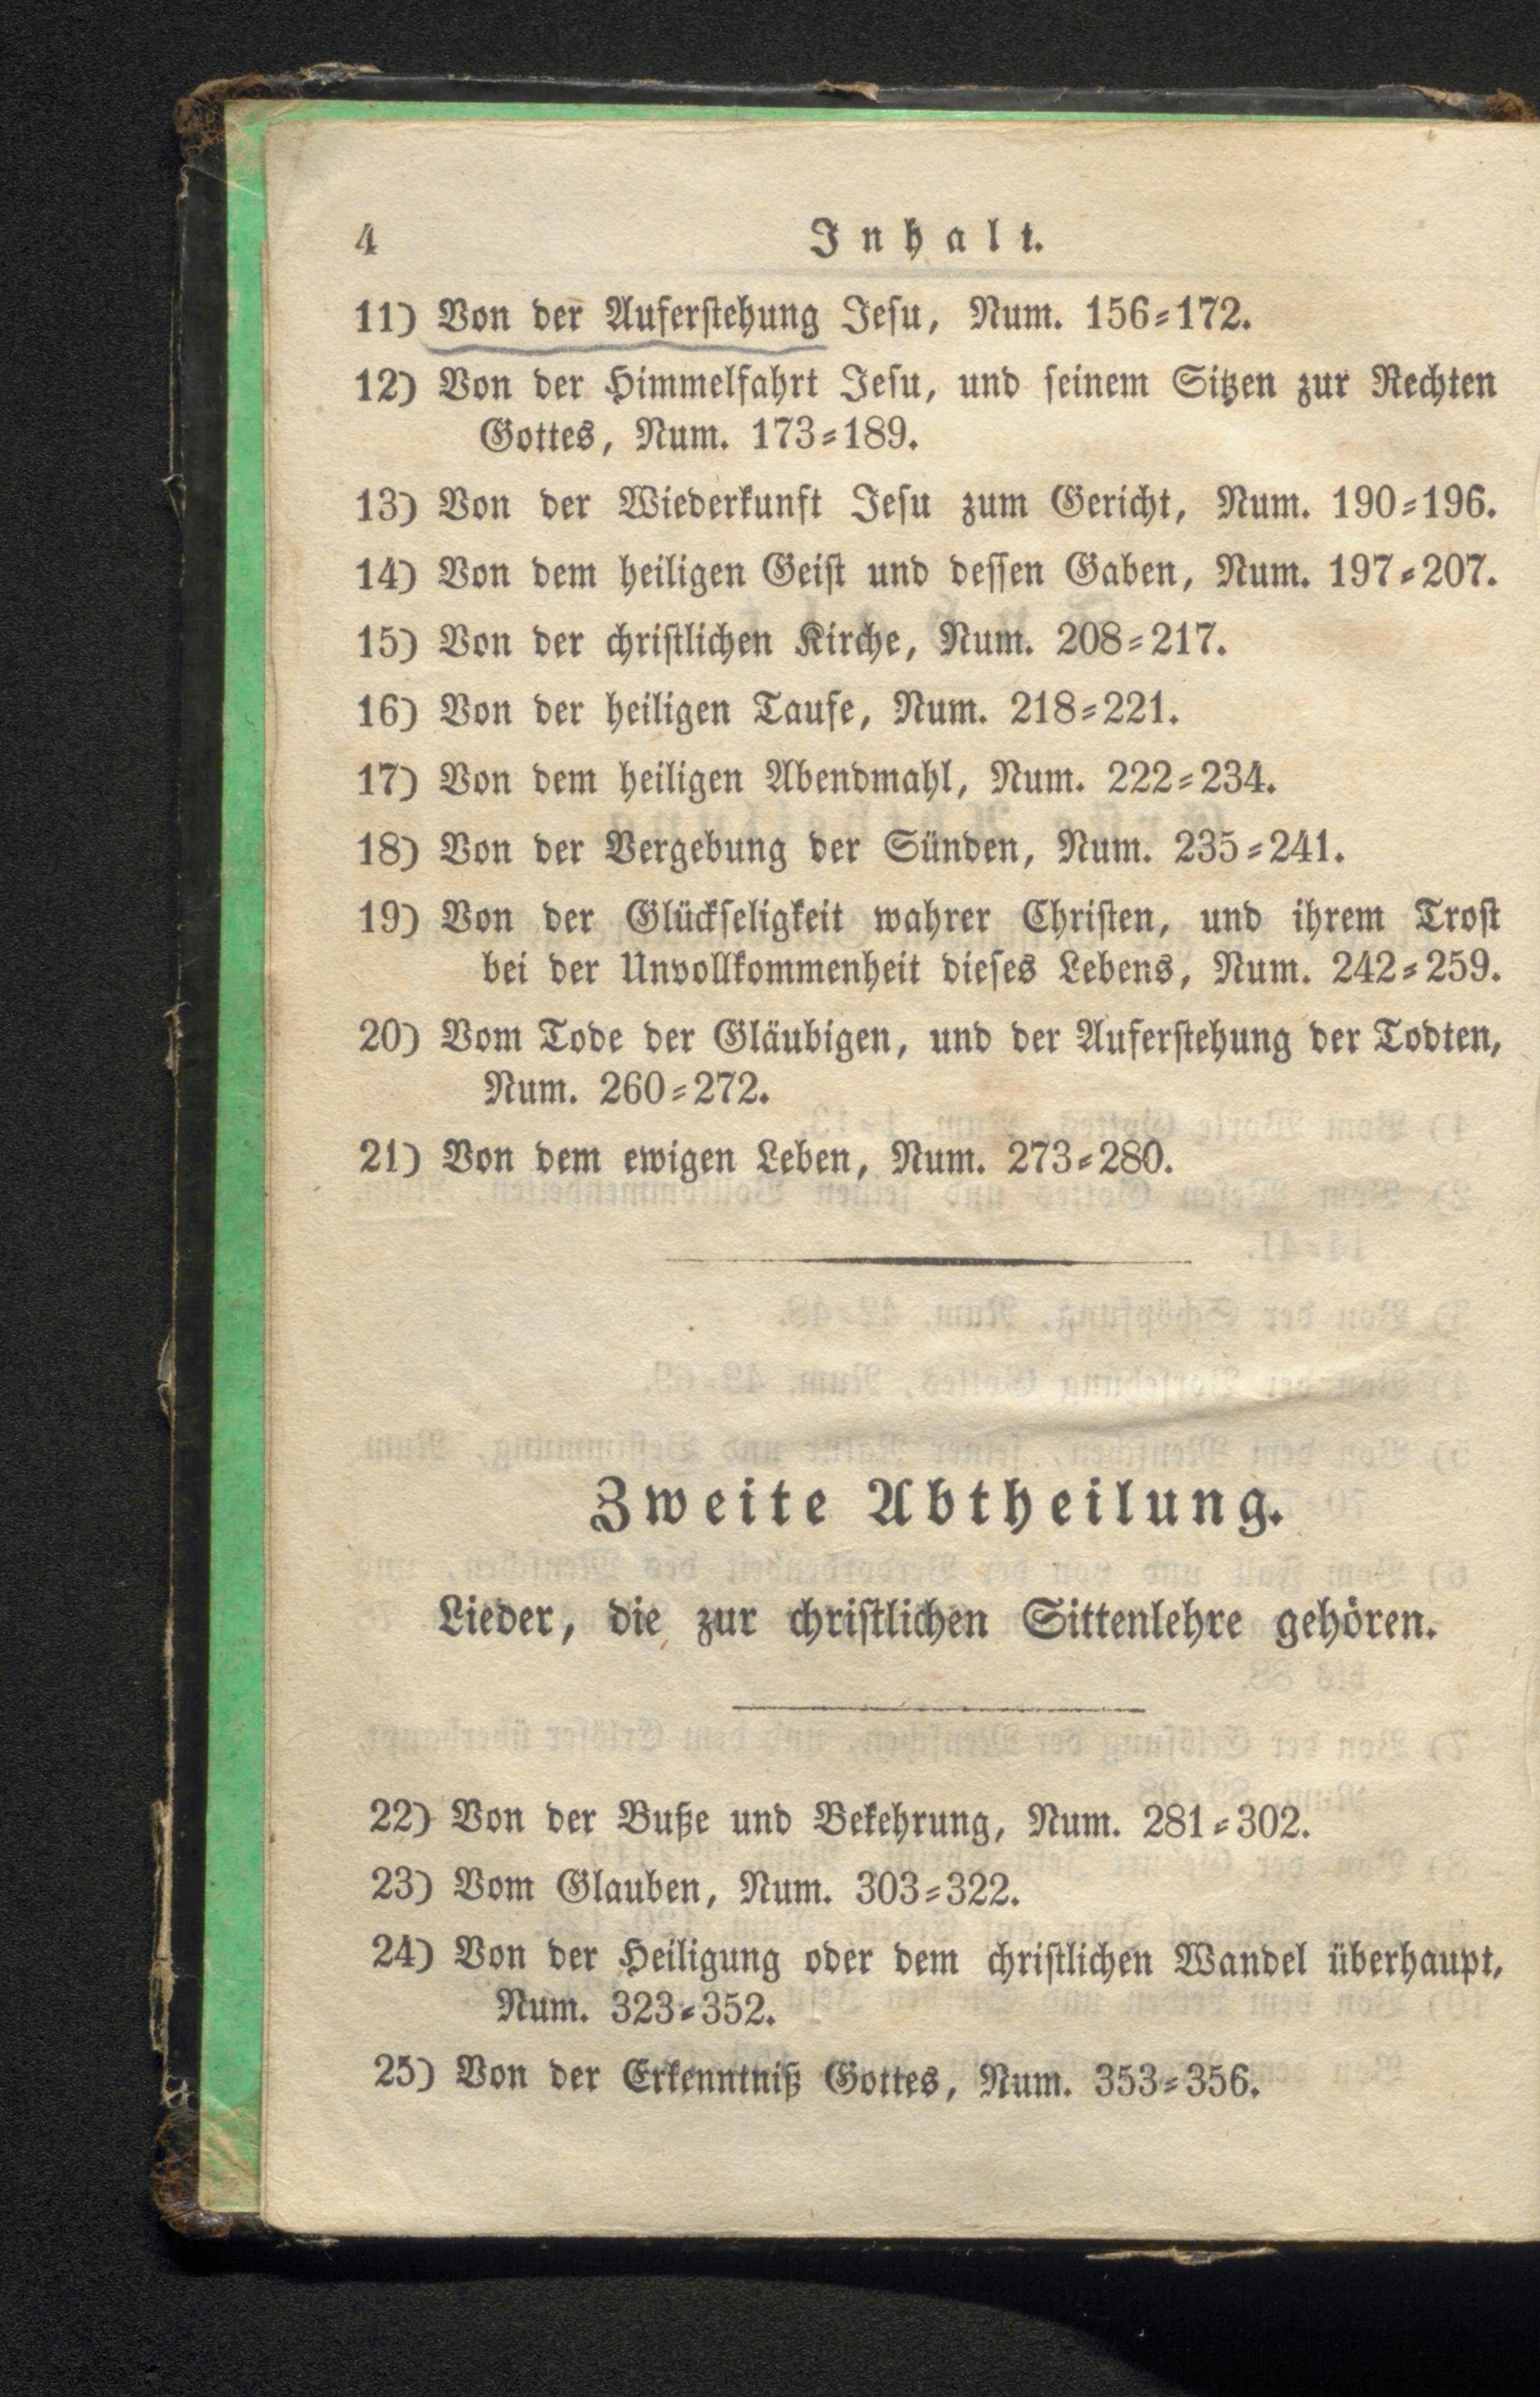 4 Inhalt.
11) Von der Auferstehung Jesu, Num. 156=172.
12) Von der Himmelfahrt Jesu, und seinem Sitzen zur Rechten
Gottes, Num. 173=189.
13) Von der Wiederkunft Jesu zum Gericht, Num. 190=196.
14) Von dem heiligen Geist und dessen Gaben, Num. 197=207.
15) Von der christlichen Kirche, Num. 208=217.
16) Von der heiligen Taufe, Num. 218=221.
17) Von dem heiligen Abendmahl, Num. 222=234.
18) Von der Vergebung der Sünden, Num. 235=241.
19) Von der Glückseligkeit wahrer Christen, und ihrem Trost
bei der Unvollkommenheit dieses Lebens, Num. 242=259.
20) Vom Tode der Gläubigen, und der Auferstehung der Todten,
Num. 260=272.
21) Von dem ewigen Leben, Num. 273=280.
Zweite Abtheilung.
Lieder, die zur christlichen Sittenlehre gehören.
22) Von der Buße und Bekehrung, Num. 281=302.
23) Vom Glauben, Num. 303=322.
24) Von der Heiligung oder dem christlichen Wandel überhaupt,
Num. 323=352.
25) Von der Erkenntniß Gottes, Num. 353=356.